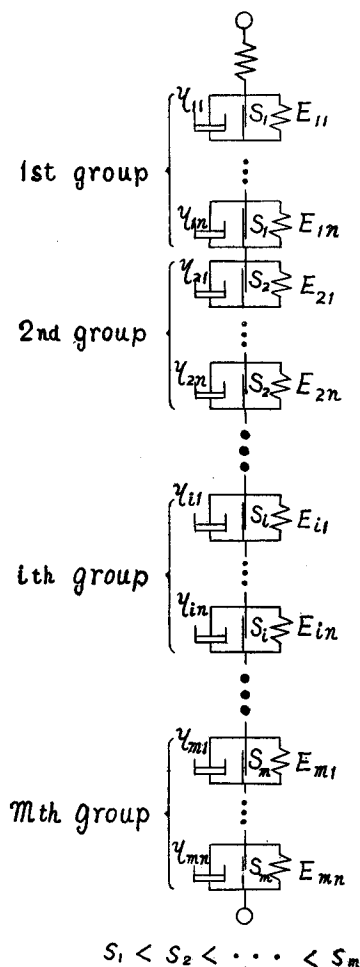 η11 S1 E11
1st group
η1n S1 E1n
η21 S2 E21
2nd group
η2n S2 E2n
ηi1 Si Ei1
ith group
ηin Si Ein
ηm1 Sm Em1
mth group
ηmn Sm Emn
S1 < S2 < · · · < Sm